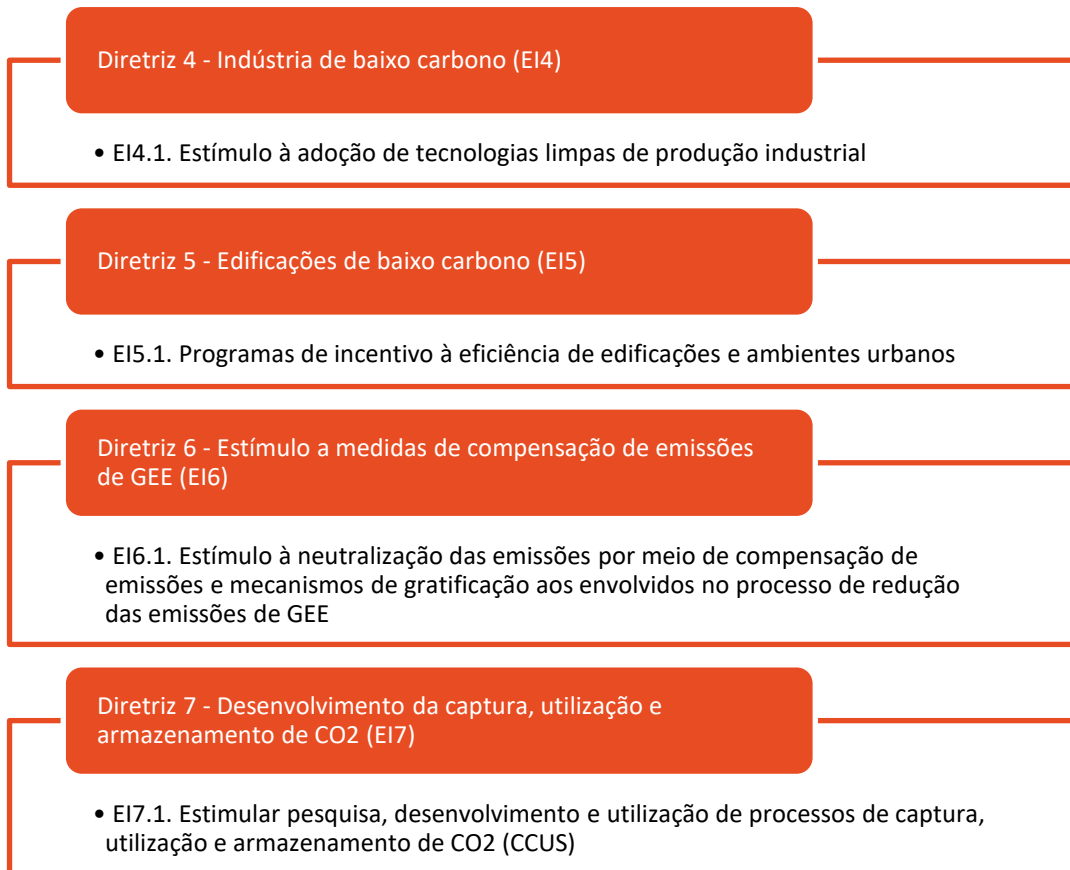 Diretriz 4 - Indústria de baixo carbono (EI4)
• EI4.1. Estímulo à adoção de tecnologias limpas de produção industrial
Diretriz 5 - Edificações de baixo carbono (EI5)
• EI5.1. Programas de incentivo à eficiência de edificações e ambientes urbanos
Diretriz 6 - Estímulo a medidas de compensação de emissões
de GEE (EI6)
• EI6.1. Estímulo à neutralização das emissões por meio de compensação de
emissões e mecanismos de gratificação aos envolvidos no processo de redução
das emissões de GEE
Diretriz 7 - Desenvolvimento da captura, utilização e
armazenamento de CO2 (EI7)
• EI7.1. Estimular pesquisa, desenvolvimento e utilização de processos de captura,
utilização e armazenamento de CO2 (CCUS)